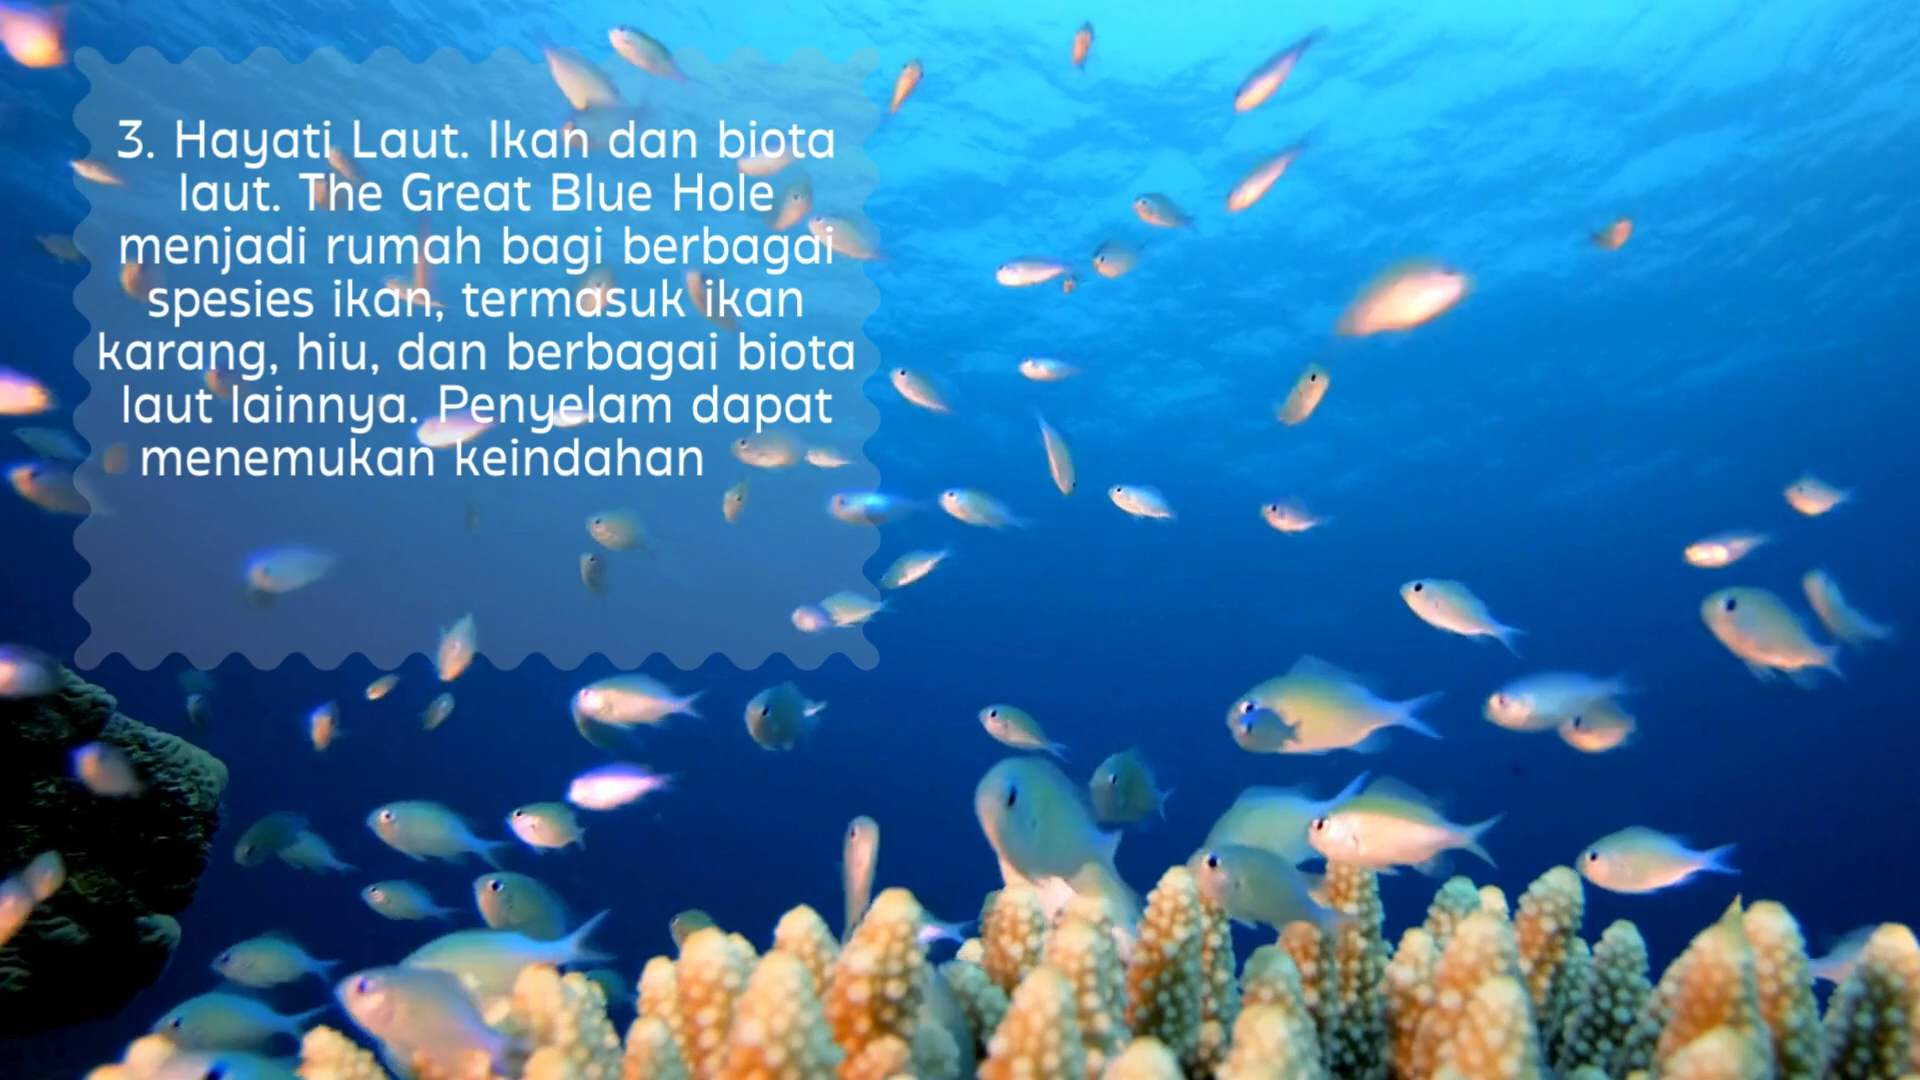 3. Hayati Laut. Ikan dan biota
laut. The Great Blue Hole
menjadi rumah bagi berbagai
spesies ikan, termasuk ikan
karang, hiu, dan berbagai biota
laut lainnya. Penyelam dapat
menemukan keindahan